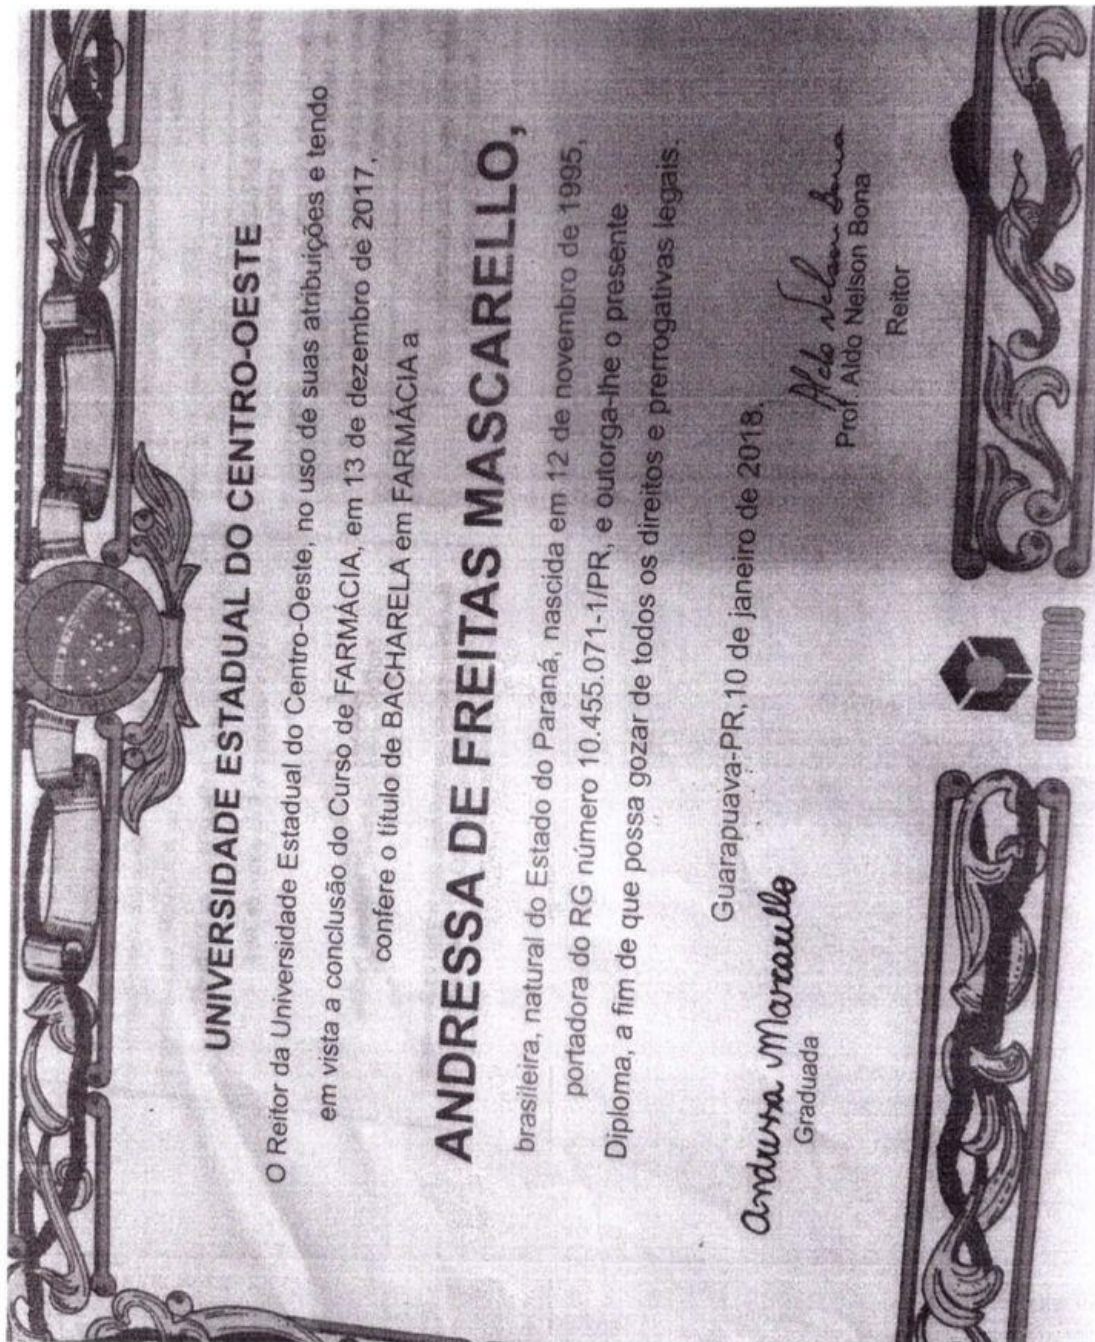 UNIVERSIDADE ESTADUAL DO CENTRO-OESTE
O Reitor da Universidade Estadual do Centro-Oeste, no uso de suas atribuições e tendo
em vista a conclusão do Curso de FARMÁCIA, em 13 de dezembro de 2017,
confere o título de BACHARELA em FARMÁCIA a
ANDRESSA DE FREITAS MASCARELLO,
brasileira, natural do Estado do Paraná, nascida em 12 de novembro de 1995,
portadora do RG número 10.455.071-1/PR, e outorga-lhe o presente
Diploma, a fim de que possa gozar de todos os direitos e prerrogativas legais.
Guarapuava-PR, 10 de janeiro de 2018.
Andressa Mascarello
Graduada
Aldo Nelson Bona
Prof. Aldo Nelson Bona
Reitor
UNICENTRO